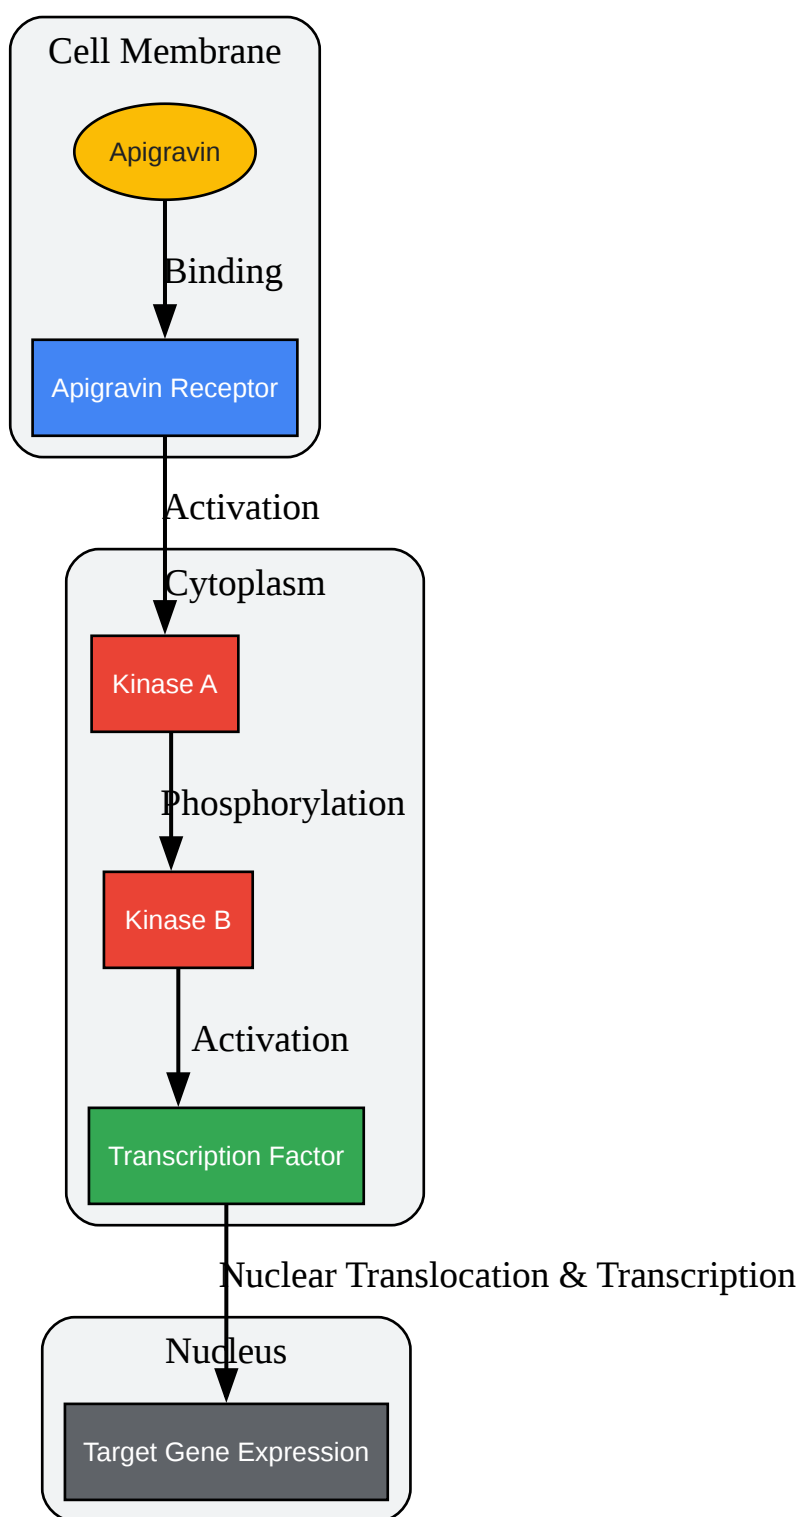 Cell Membrane
Apigravin
Binding
Apigravin Receptor
Activation
Cytoplasm
Kinase A
Phosphorylation
Kinase B
Activation
Transcription Factor
Nuclear Translocation & Transcription
Nucleus
Target Gene Expression